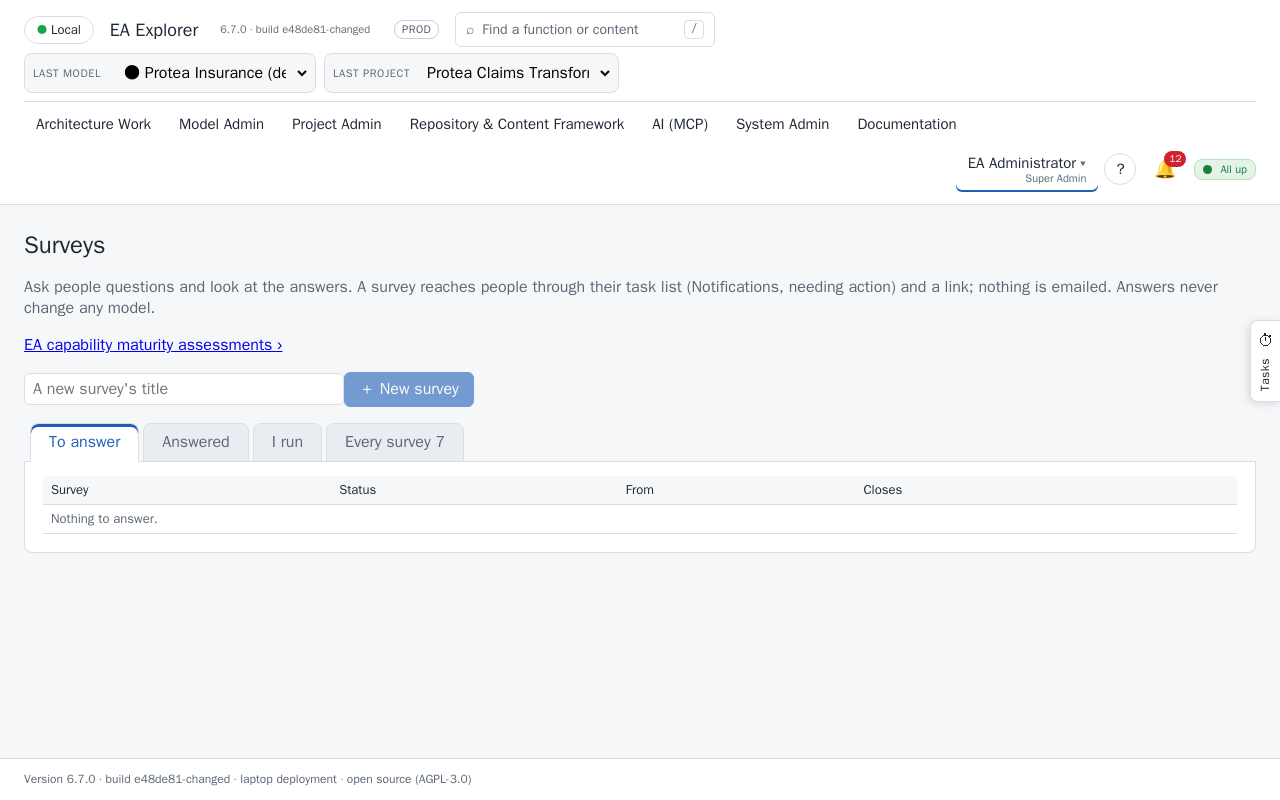 Local
EA Explorer
6.7.0 · build e48de81-changed
PROD
Find a function or content
/
LAST MODEL
Protea Insurance (de
LAST PROJECT
Protea Claims Transforr
Architecture Work
Model Admin
Project Admin
Repository & Content Framework
AI (MCP)
System Admin
Documentation
EA Administrator
Super Admin
?
12
All up
Surveys
Ask people questions and look at the answers. A survey reaches people through their task list (Notifications, needing action) and a link; nothing is emailed. Answers never
change any model.
EA capability maturity assessments ›
A new survey's title
+ New survey
To answer
Answered
I run
Every survey 7
Survey
Status
From
Closes
Nothing to answer.
Tasks
Version 6.7.0 · build e48de81-changed · laptop deployment · open source (AGPL-3.0)